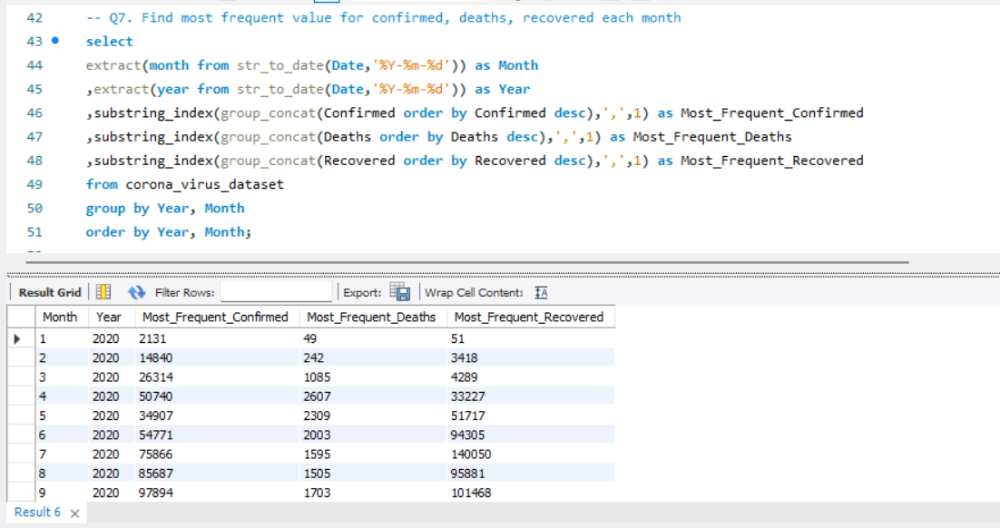 42 -- Q7. Find most frequent value for confirmed, deaths, recovered each month
43 select
44 extract(month from str_to_date(Date,'%Y-%m-%d')) as Month
45 ,extract(year from str_to_date(Date,'%Y-%m-%d')) as Year
46 ,substring_index(group_concat(Confirmed order by Confirmed desc),',',1) as Most_Frequent_Confirmed
47 ,substring_index(group_concat(Deaths order by Deaths desc),',',1) as Most_Frequent_Deaths
48 ,substring_index(group_concat(Recovered order by Recovered desc),',',1) as Most_Frequent_Recovered
49 from corona_virus_dataset
50 group by Year, Month
51 order by Year, Month;
Result Grid Filter Rows: Export: Wrap Cell Content: IA
Month Year Most_Frequent_Confirmed Most_Frequent_Deaths Most_Frequent_Recovered
1 2020 2131 49 51
2 2020 14840 242 3418
3 2020 26314 1085 4289
4 2020 50740 2607 33227
5 2020 34907 2309 51717
6 2020 54771 2003 94305
7 2020 75866 1595 140050
8 2020 85687 1505 95881
9 2020 97894 1703 101468
Result 6